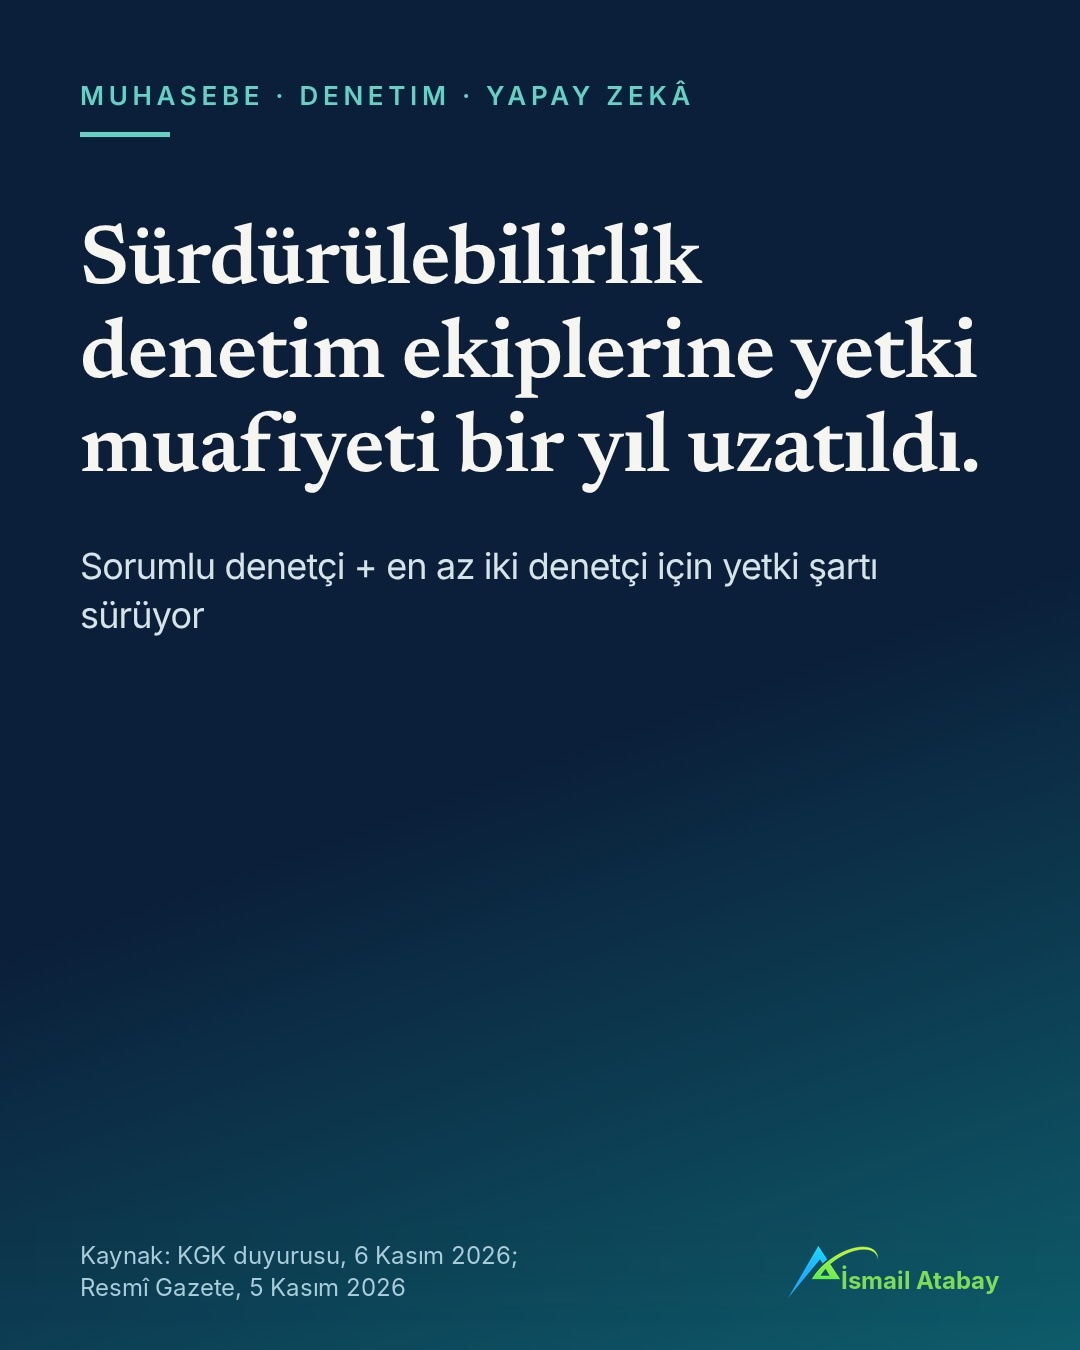 MUHASEBE · DENETIM · YAPAY ZEKÂ
Sürdürülebilirlik
denetim ekiplerine yetki
muafiyeti bir yıl uzatıldı.
Sorumlu denetçi + en az iki denetçi için yetki şartı
sürüyor
Kaynak: KGK duyurusu, 6 Kasım 2026;
Resmî Gazete, 5 Kasım 2026
İsmail Atabay